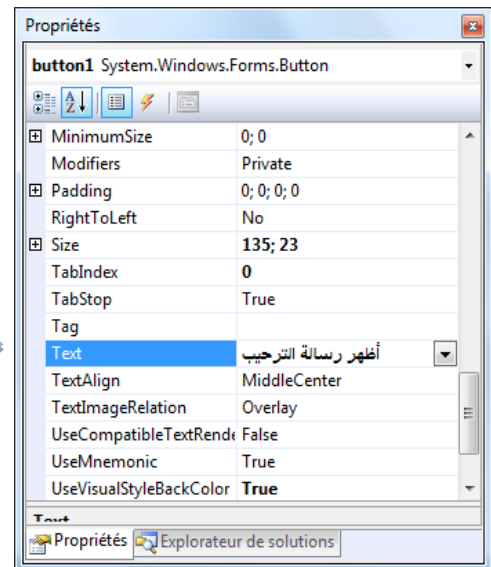 Propriétés
button1 System.Windows.Forms.Button
MinimumSize 0; 0
Modifiers Private
Padding 0; 0; 0; 0
RightToLeft No
Size 135; 23
TabIndex 0
TabStop True
Tag
Text أظهر رسالة الترحيب
TextAlign MiddleCenter
TextImageRelation Overlay
UseCompatibleTextRende False
UseMnemonic True
UseVisualStyleBackColor True
Text
Propriétés Explorateur de solutions